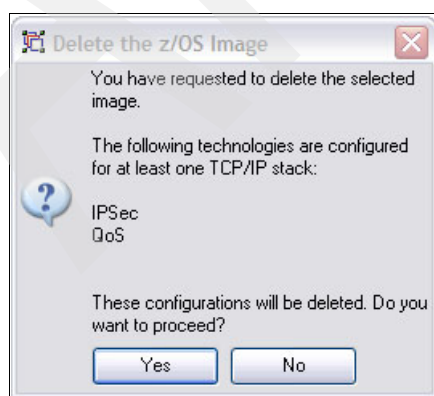 Delete the z/OS Image
You have requested to delete the selected
image.
The following technologies are configured
for at least one TCP/IP stack:
IPSec
QoS
These configurations will be deleted. Do you
want to proceed?
Yes
No